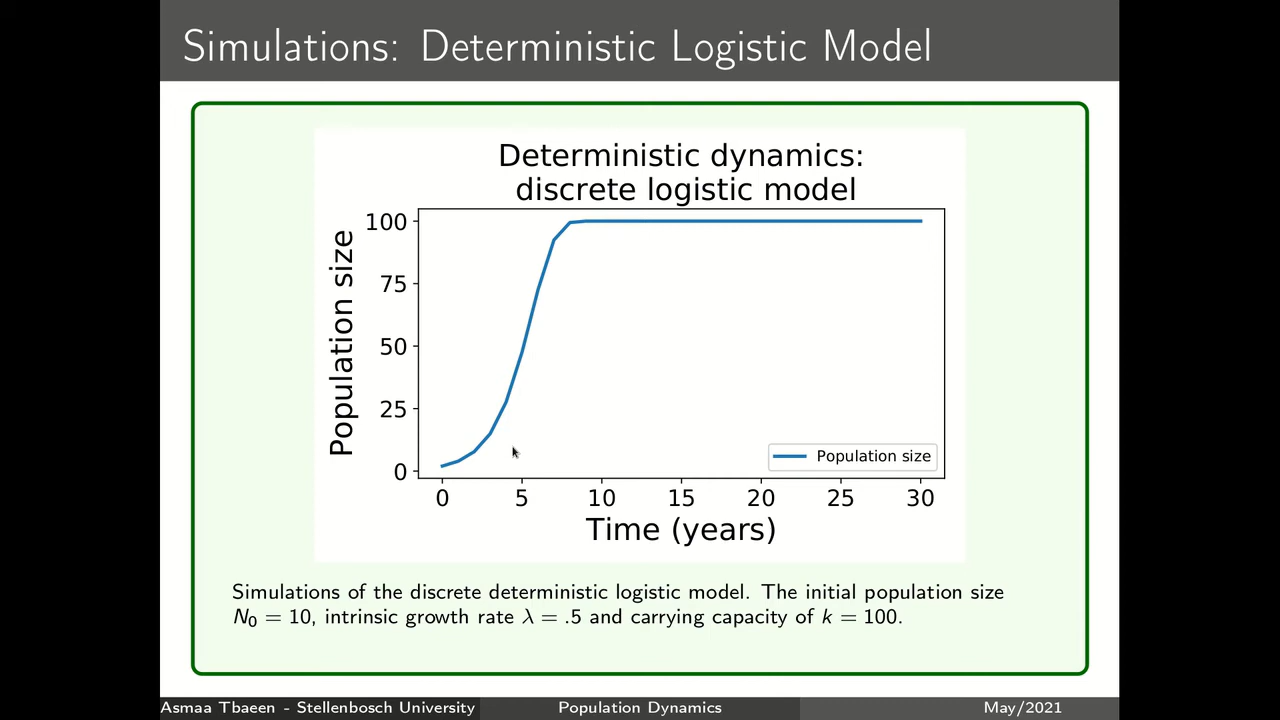 Simulations: Deterministic Logistic Model
Deterministic dynamics:
discrete logistic model
Population size
100
75
50
25
0
Population size
0 5 10 15 20 25 30
Time (years)
Simulations of the discrete deterministic logistic model. The initial population size
N₀ = 10, intrinsic growth rate λ = .5 and carrying capacity of k = 100.
Asmaa Tbaeen - Stellenbosch University Population Dynamics May/2021